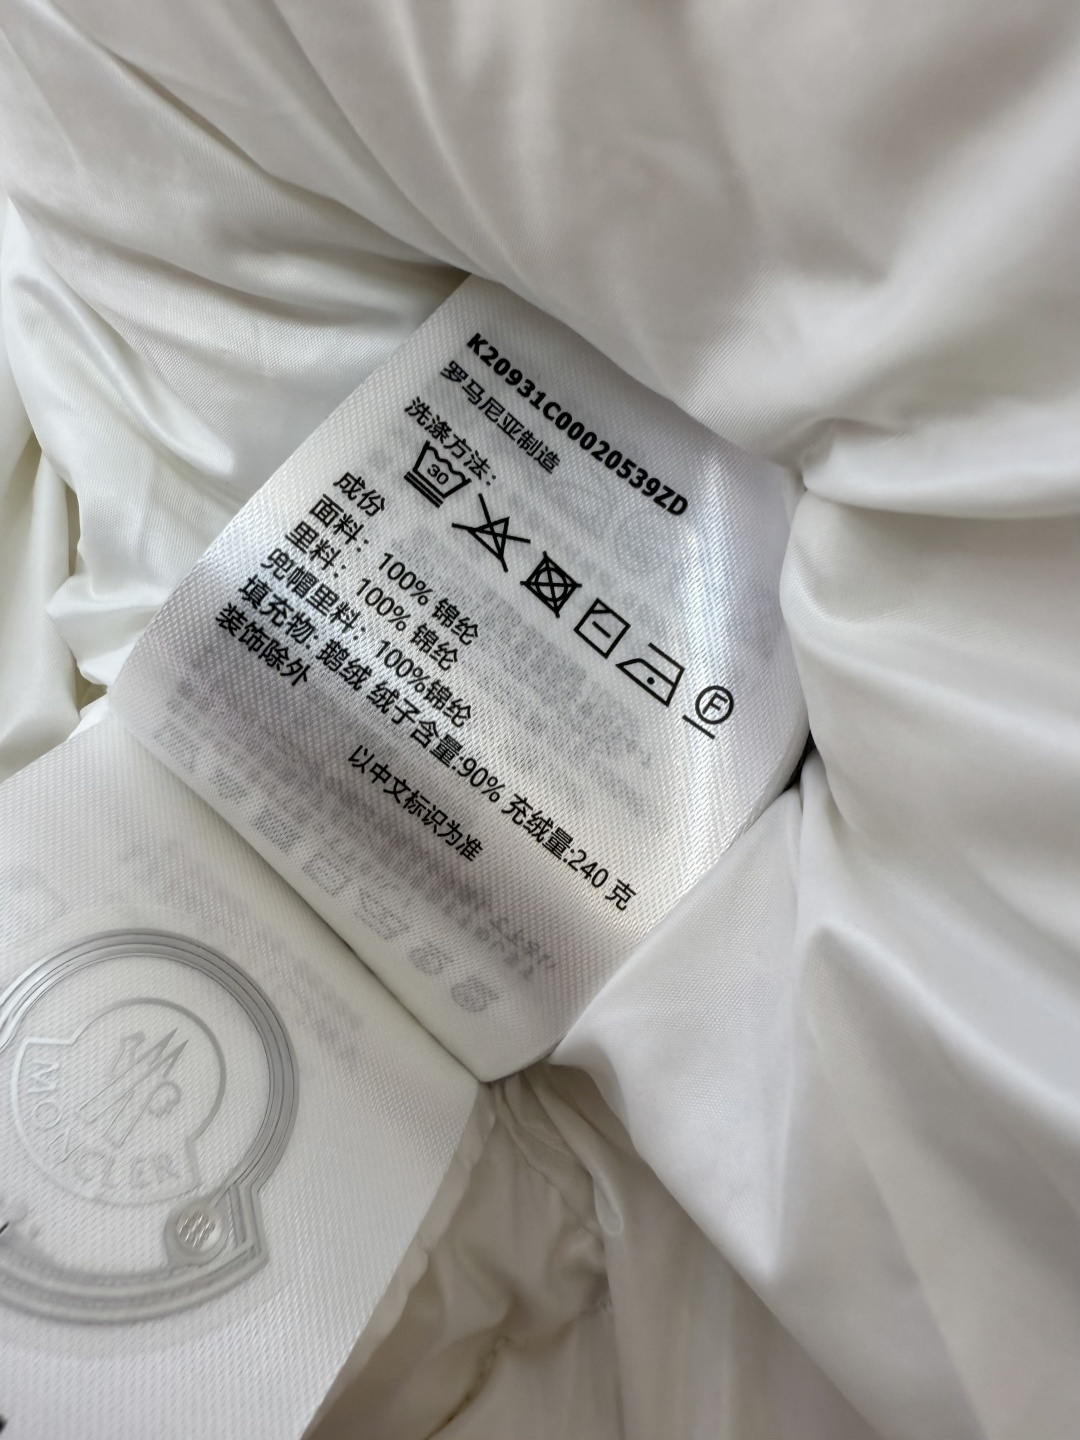 K20931C00020539ZD
罗马尼亚制造
洗涤方法：
30
F
成份
面料： 100% 锦纶
里料： 100% 锦纶
兜帽里料： 100%锦纶
填充物: 鹅绒 绒子含量:90% 充绒量:240 克
装饰除外
以中文标识为准
MONCLER